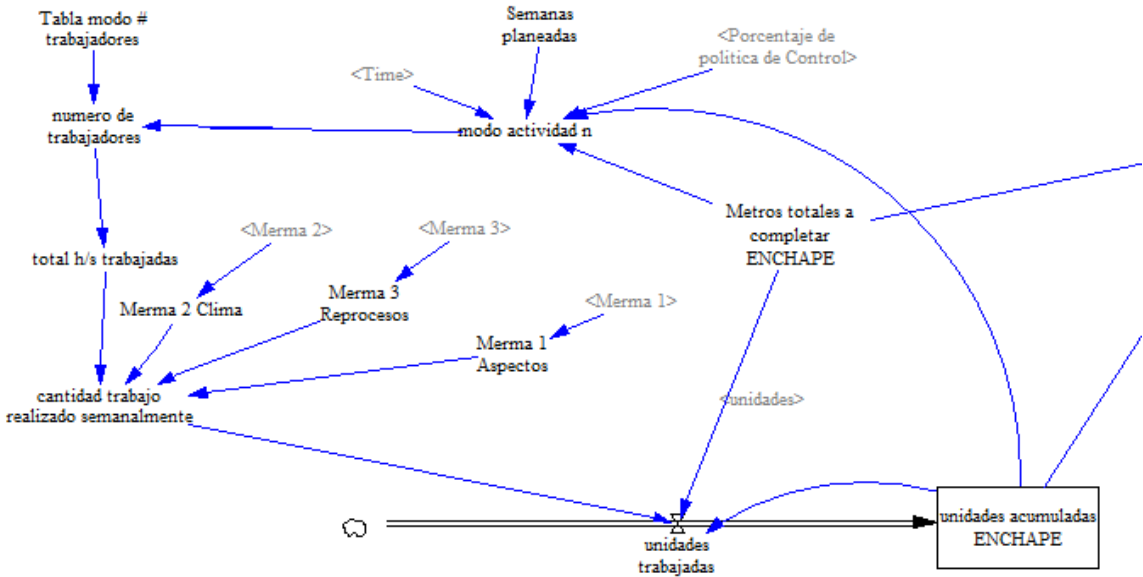 Tabla modo #
trabajadores
Semanas
planeadas
<Porcentaje de
politica de Control>
<Time>
numero de
trabajadores
modo actividad n
Metros totales a
completar
ENCHAPE
<Merma 2>
<Merma 3>
total h/s trabajadas
Merma 2 Clima
Merma 3
Reprocesos
<Merma 1>
Merma 1
Aspectos
cantidad trabajo
realizado semanalmente
<unidades>
unidades
trabajadas
unidades acumuladas
ENCHAPE